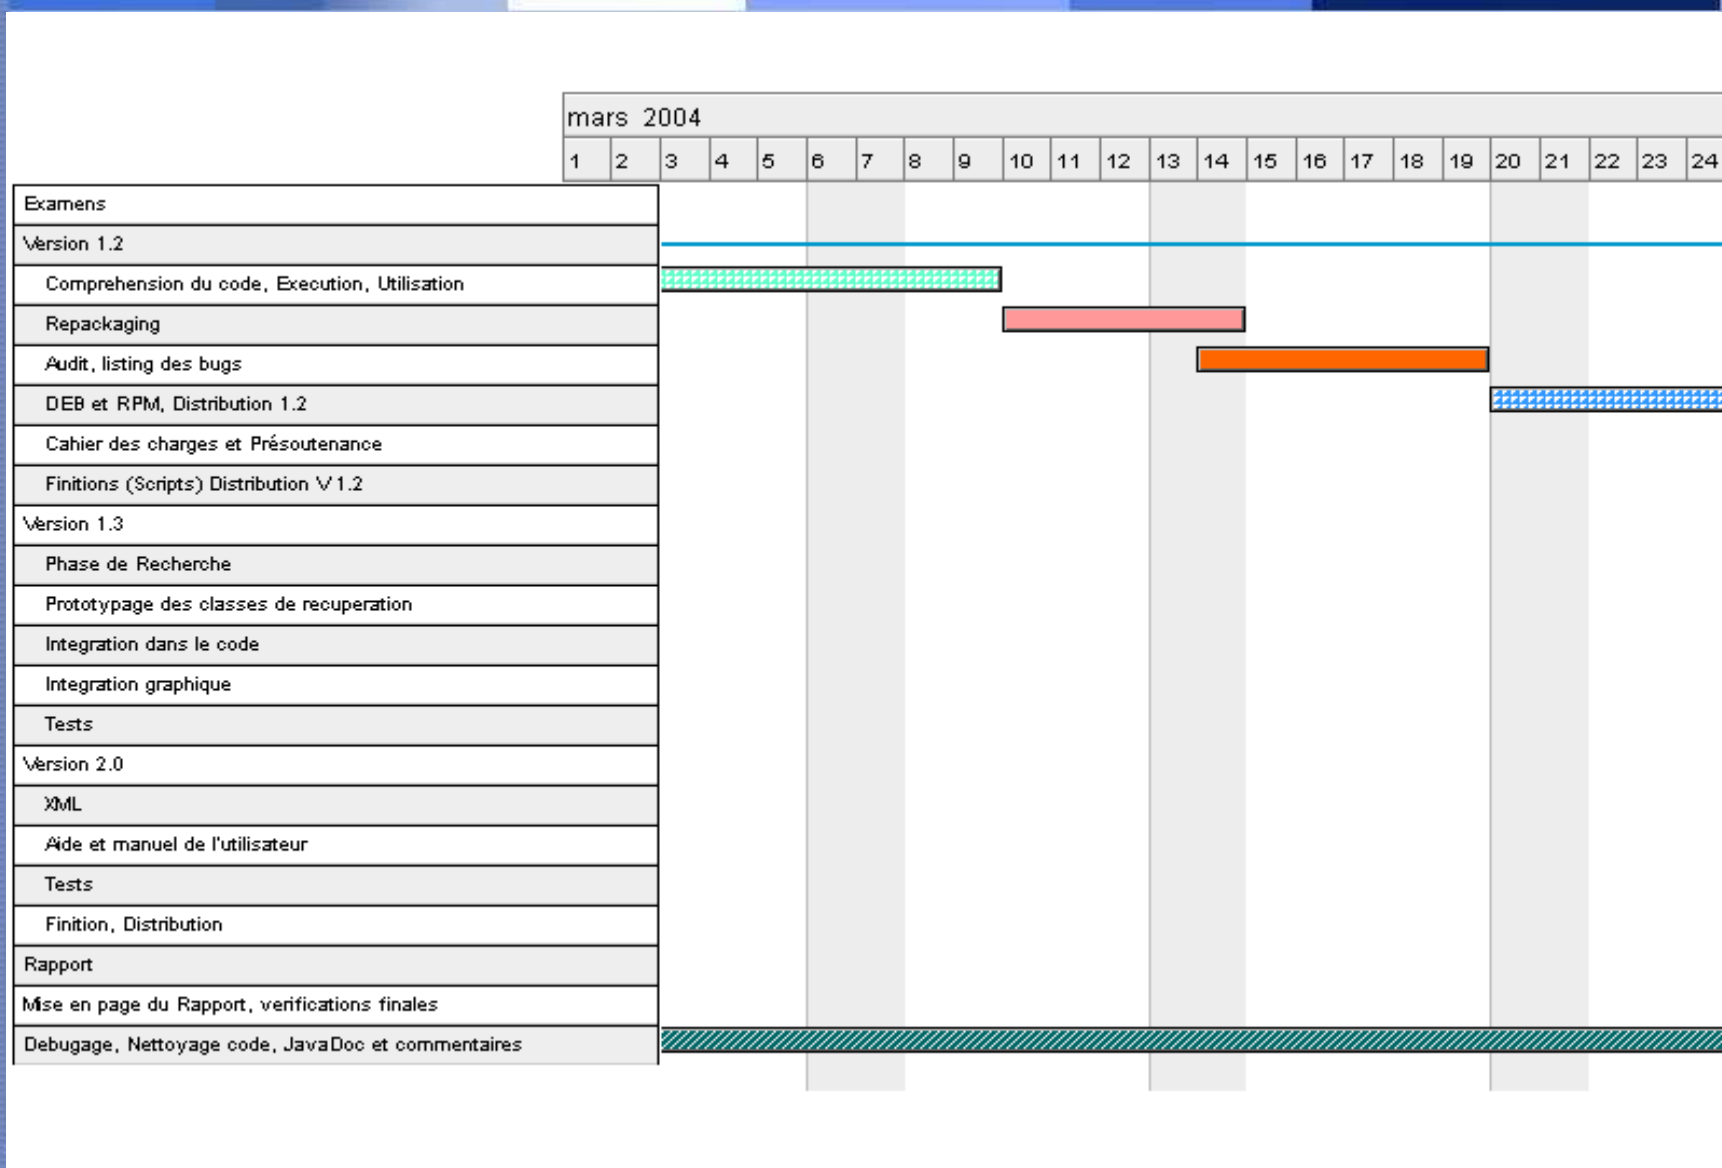 mars 2004
1 2 3 4 5 6 7 8 9 10 11 12 13 14 15 16 17 18 19 20 21 22 23 24
Examens
Version 1.2
Comprehension du code, Execution, Utilisation
Repackaging
Audit, listing des bugs
DEB et RPM, Distribution 1.2
Cahier des charges et Présoutenance
Finitions (Scripts) Distribution V 1.2
Version 1.3
Phase de Recherche
Prototypage des classes de recuperation
Integration dans le code
Integration graphique
Tests
Version 2.0
XML
Aide et manuel de l'utilisateur
Tests
Finition, Distribution
Rapport
Mise en page du Rapport, verifications finales
Debugage, Nettoyage code, JavaDoc et commentaires